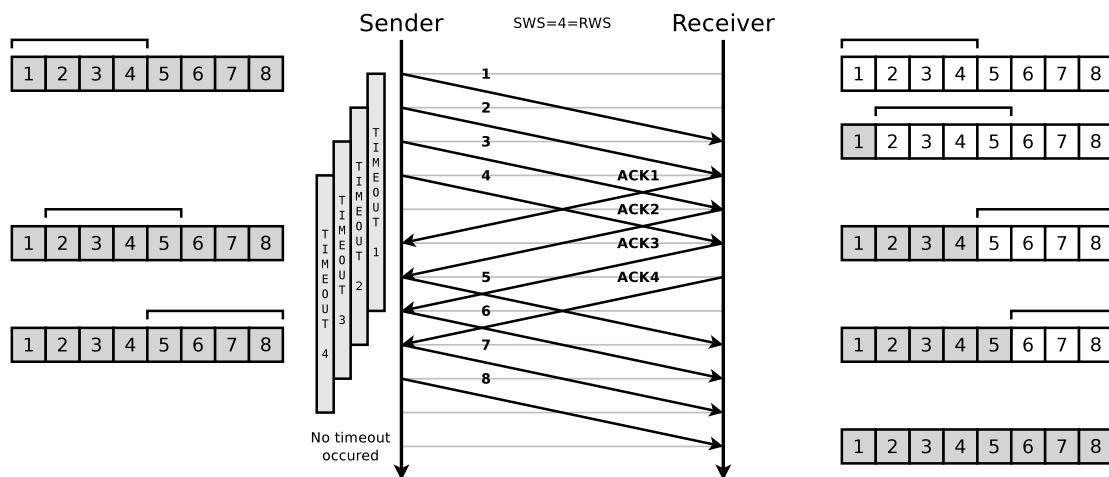 Sender SWS=4=RWS Receiver
1 2 3 4 5 6 7 8
1 2 3 4 5 6 7 8
1
2
1 2 3 4 5 6 7 8
3
4 ACK1
ACK2
1 2 3 4 5 6 7 8
1 2 3 4 5 6 7 8
ACK3
5 ACK4
6
1 2 3 4 5 6 7 8
1 2 3 4 5 6 7 8
7
8
TIMEOUT 4
TIMEOUT 3
TIMEOUT 2
TIMEOUT 1
No timeout
occured
1 2 3 4 5 6 7 8